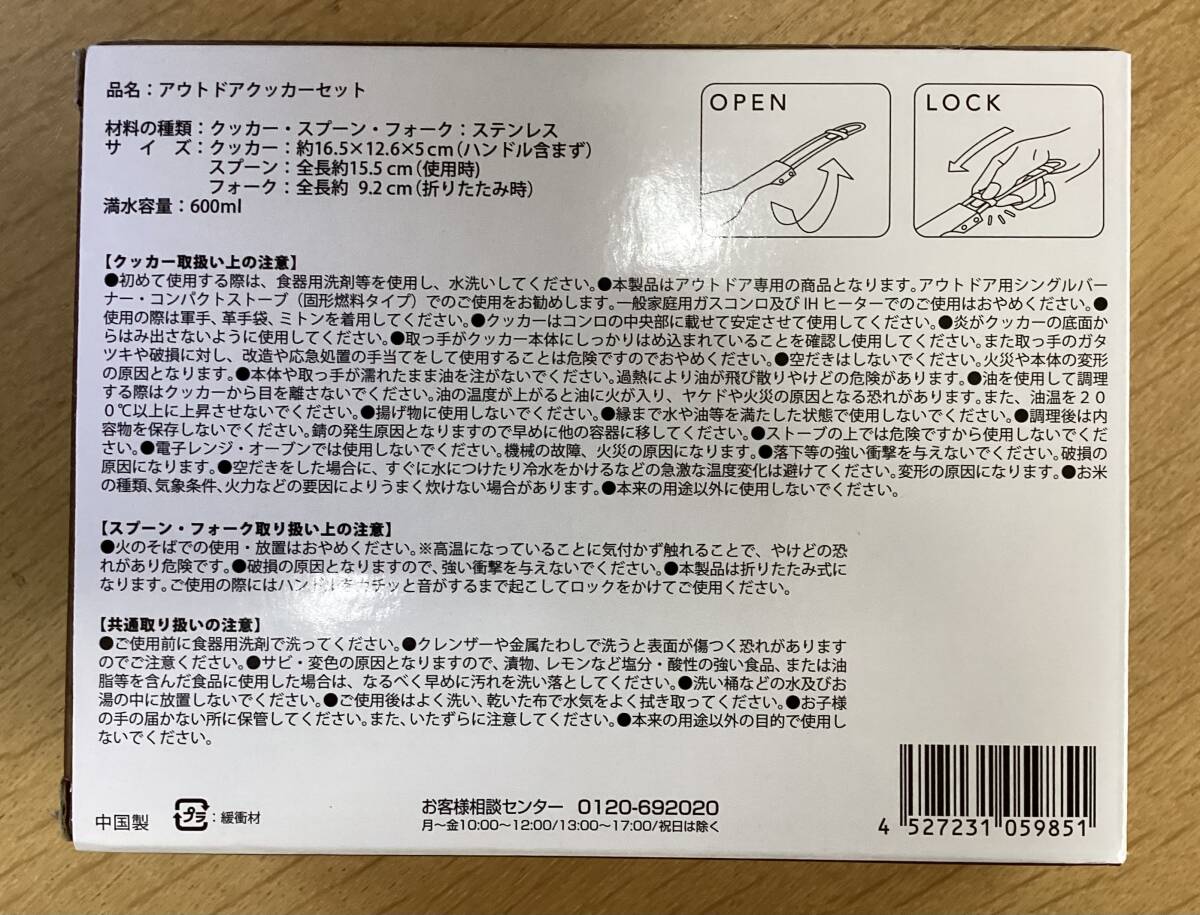 品名：アウトドアクッカーセット
OPEN
LOCK
材料の種類：クッカー・スプーン・フォーク：ステンレス
サイズ：クッカー：約16.5×12.6×5cm（ハンドル含まず）
スプーン：全長約15.5cm（使用時）
フォーク：全長約 9.2cm（折りたたみ時）
満水容量：600ml
【クッカー取扱い上の注意】
●初めて使用する際は、食器用洗剤等を使用し、水洗いしてください。●本製品はアウトドア専用の商品となります。アウトドア用シングルバー
ナー・コンパクトストーブ（固形燃料タイプ）でのご使用をお勧めします。一般家庭用ガスコンロ及びIHヒーターでのご使用はおやめください。●
使用の際は軍手、革手袋、ミトンを着用してください。●クッカーはコンロの中央部に載せて安定させて使用してください。●炎がクッカーの底面か
らはみ出さないように使用してください。●取っ手がクッカー本体にしっかりはめ込まれていることを確認し使用してください。また取っ手のガタ
ツキや破損に対し、改造や応急処置の手当てをして使用することは危険ですのでおやめください。●空だきはしないでください。火災や本体の変形
の原因となります。●本体や取っ手が濡れたまま油を注がないでください。過熱により油が飛び散りやけどの危険があります。●油を使用して調理
する際はクッカーから目を離さないでください。油の温度が上がると油に火が入り、ヤケドや火災の原因となる恐れがあります。また、油温を２０
０℃以上に上昇させないでください。●揚げ物に使用しないでください。●縁まで水や油等を満たした状態で使用しないでください。●調理後は内
容物を保存しないでください。錆の発生原因となりますので早めに他の容器に移してください。●ストーブの上では危険ですから使用しないでくだ
さい。●電子レンジ・オーブンでは使用しないでください。機械の故障、火災の原因になります。●落下等の強い衝撃を与えないでください。破損の
原因になります。●空だきをした場合に、すぐに水につけたり冷水をかけるなどの急激な温度変化は避けてください。変形の原因になります。●お米
の種類、気象条件、火力などの要因によりうまく炊けない場合があります。●本来の用途以外に使用しないでください。
【スプーン・フォーク取り扱い上の注意】
●火のそばでの使用・放置はおやめください。※高温になっていることに気付かず触れることで、やけどの恐
れがあり危険です。●破損の原因となりますので、強い衝撃を与えないでください。●本製品は折りたたみ式に
なります。ご使用の際にはハンドルをカチッと音がするまで起こしてロックをかけてご使用ください。
【共通取り扱いの注意】
●ご使用前に食器用洗剤で洗ってください。●クレンザーや金属たわしで洗うと表面が傷つく恐れがあります
のでご注意ください。●サビ・変色の原因となりますので、漬物、レモンなど塩分・酸性の強い食品、または油
脂等を含んだ食品に使用した場合は、なるべく早めに汚れを洗い落としてください。●洗い桶などの水及びお
湯の中に放置しないでください。●ご使用後はよく洗い、乾いた布で水気をよく拭き取ってください。●お子様
の手の届かない所に保管してください。また、いたずらに注意してください。●本来の用途以外の目的で使用し
ないでください。
中国製 プラ：緩衝材
お客様相談センター 0120-692020
月～金10:00～12:00/13:00～17:00/祝日は除く
4 527231 059851